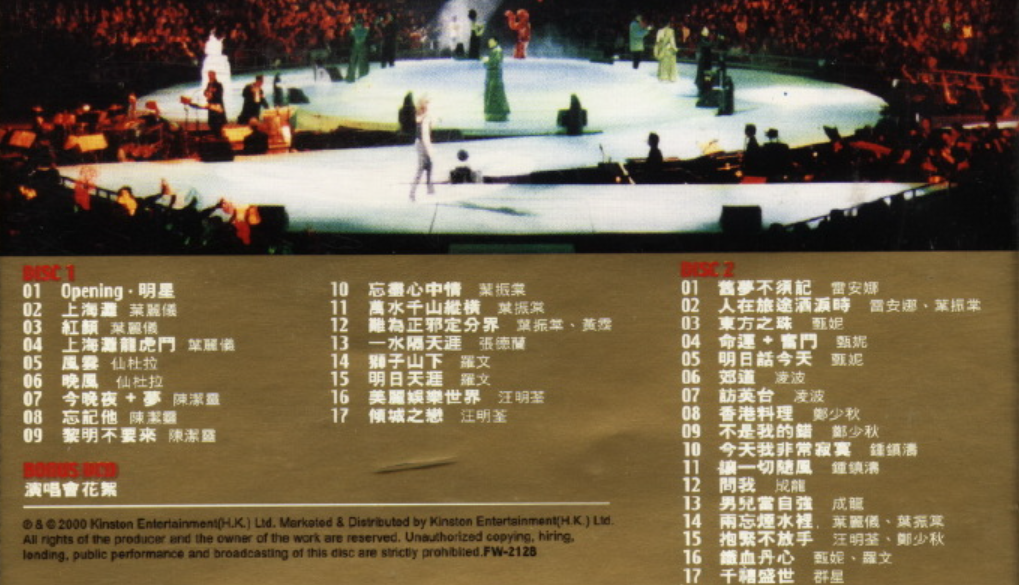 DISC 1
01 Opening·明星
02 上海灘 葉麗儀
03 紅顏 葉麗儀
04 上海灘龍虎鬥 葉麗儀
05 風雲 仙杜拉
06 晚風 仙杜拉
07 今晚夜 + 夢 陳潔靈
08 忘記他 陳潔靈
09 黎明不要來 陳潔靈
BONUS VCD
演唱會花絮
10 忘盡心中情 葉振棠
11 萬水千山縱橫 葉振棠
12 難為正邪定分界 葉振棠、黃霑
13 一水隔天涯 張德蘭
14 獅子山下 羅文
15 明日天涯 羅文
16 美麗娛樂世界 汪明荃
17 傾城之戀 汪明荃
DISC 2
01 舊夢不須記 雷安娜
02 人在旅途洒淚時 雷安娜、葉振棠
03 東方之珠 甄妮
04 命運 + 奮鬥 甄妮
05 明日話今天 甄妮
06 郊道 凌波
07 訪英台 凌波
08 香港料理 鄭少秋
09 不是我的錯 鄭少秋
10 今天我非常寂寞 鍾鎮濤
11 讓一切隨風 鍾鎮濤
12 問我 成龍
13 男兒當自強 成龍
14 兩忘煙水裡 葉麗儀、葉振棠
15 抱緊不放手 汪明荃、鄭少秋
16 鐵血丹心 甄妮、羅文
17 千禧盛世 群星
℗ & © 2000 Kinston Entertainment(H.K.) Ltd. Marketed & Distributed by Kinston Entertainment(H.K.) Ltd.
All rights of the producer and the owner of the work are reserved. Unauthorized copying, hiring,
lending, public performance and broadcasting of this disc are strictly prohibited.FW-2128